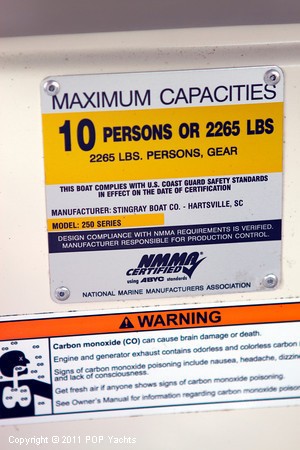 MAXIMUM CAPACITIES
10 PERSONS OR 2265 LBS
2265 LBS. PERSONS, GEAR
THIS BOAT COMPLIES WITH U.S. COAST GUARD SAFETY STANDARDS
IN EFFECT ON THE DATE OF CERTIFICATION
MANUFACTURER: STINGRAY BOAT CO. - HARTSVILLE, SC
MODEL: 250 SERIES
DESIGN COMPLIANCE WITH NMMA REQUIREMENTS IS VERIFIED.
MANUFACTURER RESPONSIBLE FOR PRODUCTION CONTROL.
NMMA
CERTIFIED
using ABYC standards
NATIONAL MARINE MANUFACTURERS ASSOCIATION
WARNING
Carbon monoxide (CO) can cause brain damage or death.
Engine and generator exhaust contains odorless and colorless carbon
Signs of carbon monoxide poisoning include nausea, headache,
and lack of consciousness.
Get fresh air if anyone shows signs of carbon monoxide poisoning.
See Owner's Manual for information regarding carbon monoxide
Copyright © 2011 POP Yachts